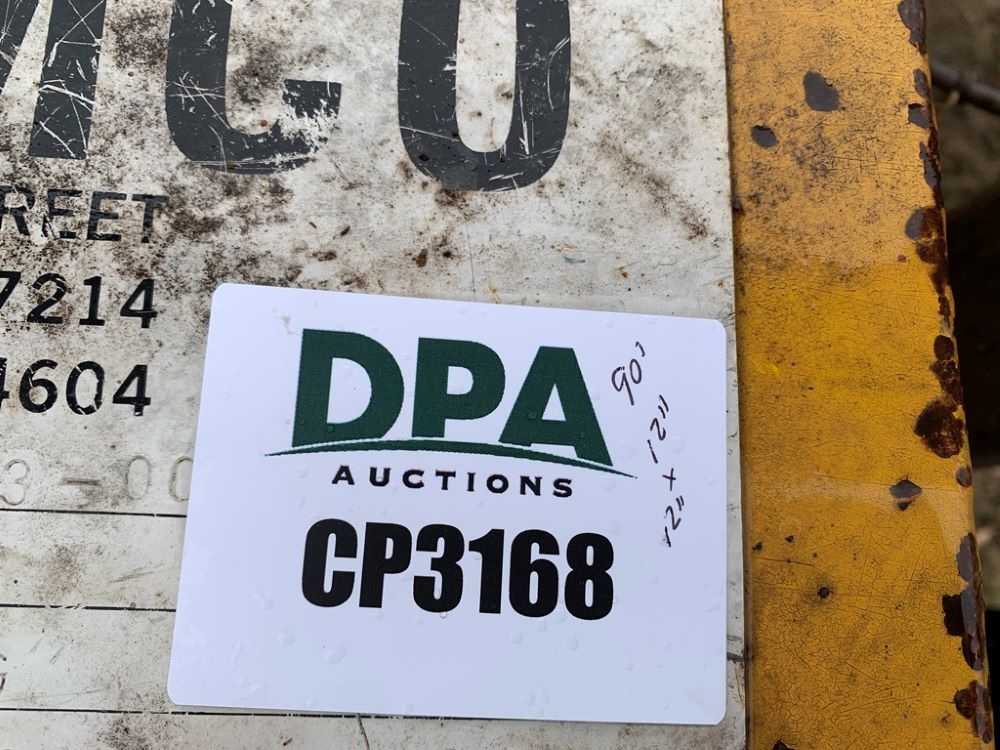 MCO
REET
7214
4604
3-00
DPA
AUCTIONS
CP3168
90"
12" x 12"